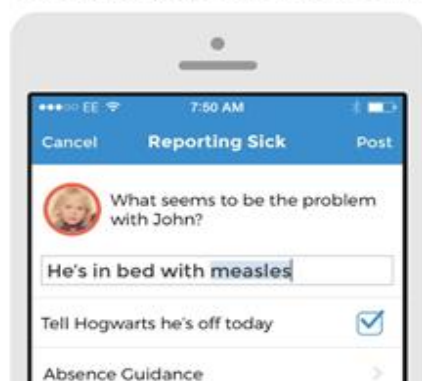 EE 7:50 AM
Cancel Reporting Sick Post
What seems to be the problem
with John?
He's in bed with measles
Tell Hogwarts he's off today
Absence Guidance